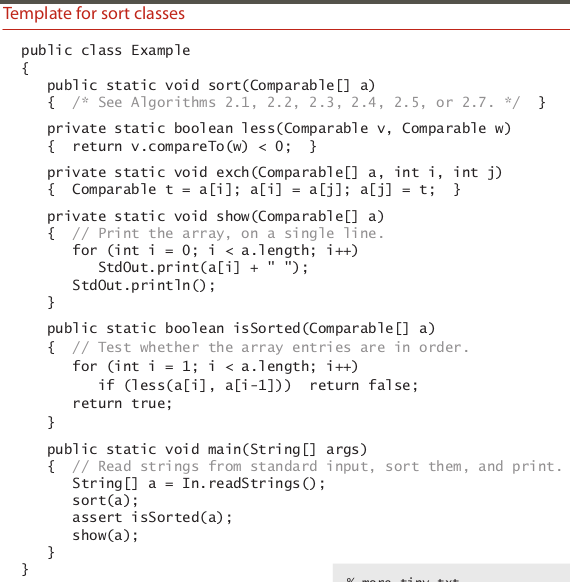 Template for sort classes
public class Example
{
public static void sort(Comparable[] a)
{  /* See Algorithms 2.1, 2.2, 2.3, 2.4, 2.5, or 2.7. */  }
private static boolean less(Comparable v, Comparable w)
{  return v.compareTo(w) < 0;  }
private static void exch(Comparable[] a, int i, int j)
{  Comparable t = a[i]; a[i] = a[j]; a[j] = t;  }
private static void show(Comparable[] a)
{  // Print the array, on a single line.
for (int i = 0; i < a.length; i++)
StdOut.print(a[i] + " ");
StdOut.println();
}
public static boolean isSorted(Comparable[] a)
{  // Test whether the array entries are in order.
for (int i = 1; i < a.length; i++)
if (less(a[i], a[i-1]))  return false;
return true;
}
public static void main(String[] args)
{  // Read strings from standard input, sort them, and print.
String[] a = In.readStrings();
sort(a);
assert isSorted(a);
show(a);
}
}
% more tiny.txt